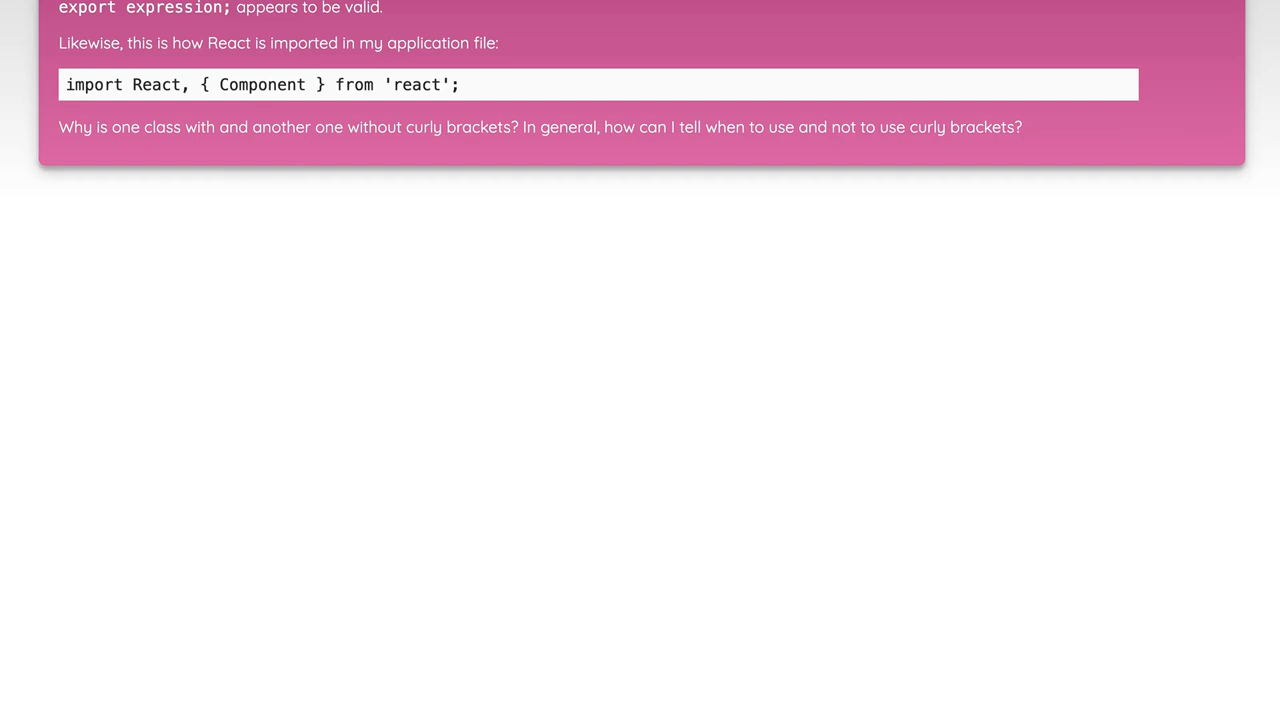 export expression; appears to be valid.
Likewise, this is how React is imported in my application file:
import React, { Component } from 'react';
Why is one class with and another one without curly brackets? In general, how can I tell when to use and not to use curly brackets?